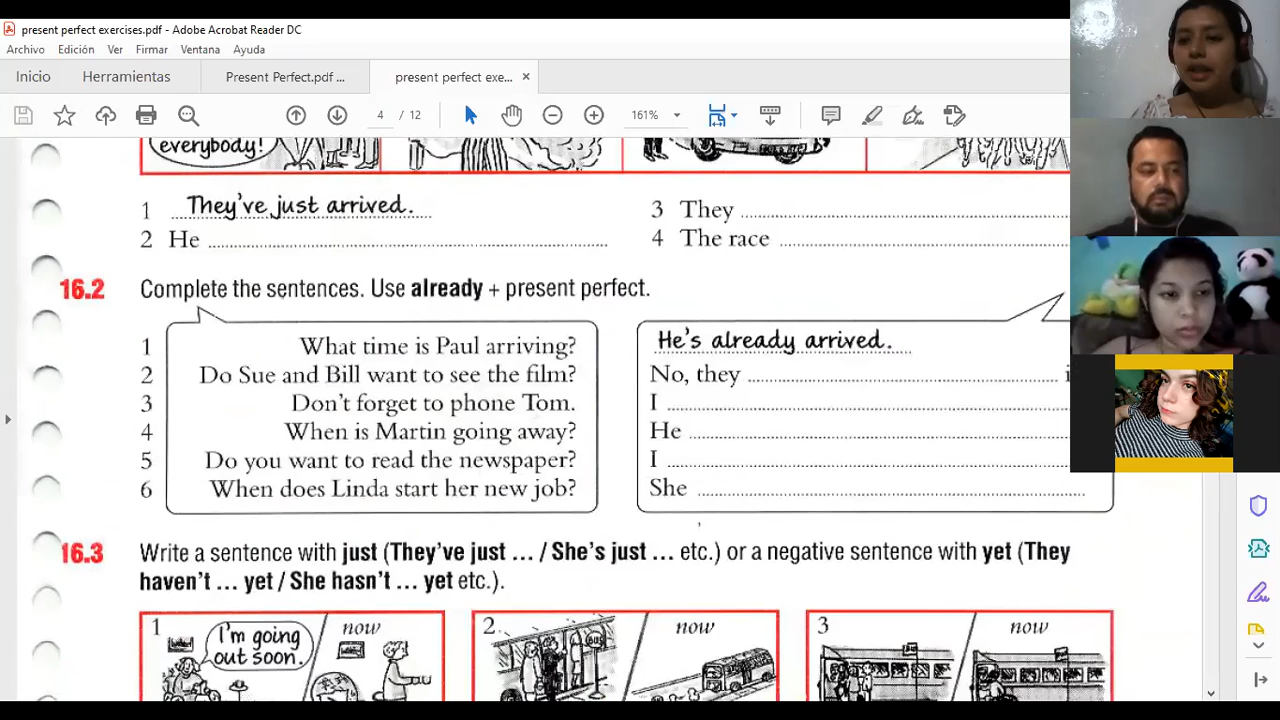 present perfect exercises.pdf - Adobe Acrobat Reader DC
Archivo Edición Ver Firmar Ventana Ayuda
Inicio Herramientas Present Perfect.pdf ... present perfect exe... ×
4 / 12 161%
everybody!
1 They've just arrived.
2 He
3 They
4 The race
16.2 Complete the sentences. Use already + present perfect.
1 What time is Paul arriving? He's already arrived.
2 Do Sue and Bill want to see the film? No, they
3 Don't forget to phone Tom. I
4 When is Martin going away? He
5 Do you want to read the newspaper? I
6 When does Linda start her new job? She
16.3 Write a sentence with just (They've just ... / She's just ... etc.) or a negative sentence with yet (They
haven't ... yet / She hasn't ... yet etc.).
1 I'm going
out soon.
now
2 now
3 now